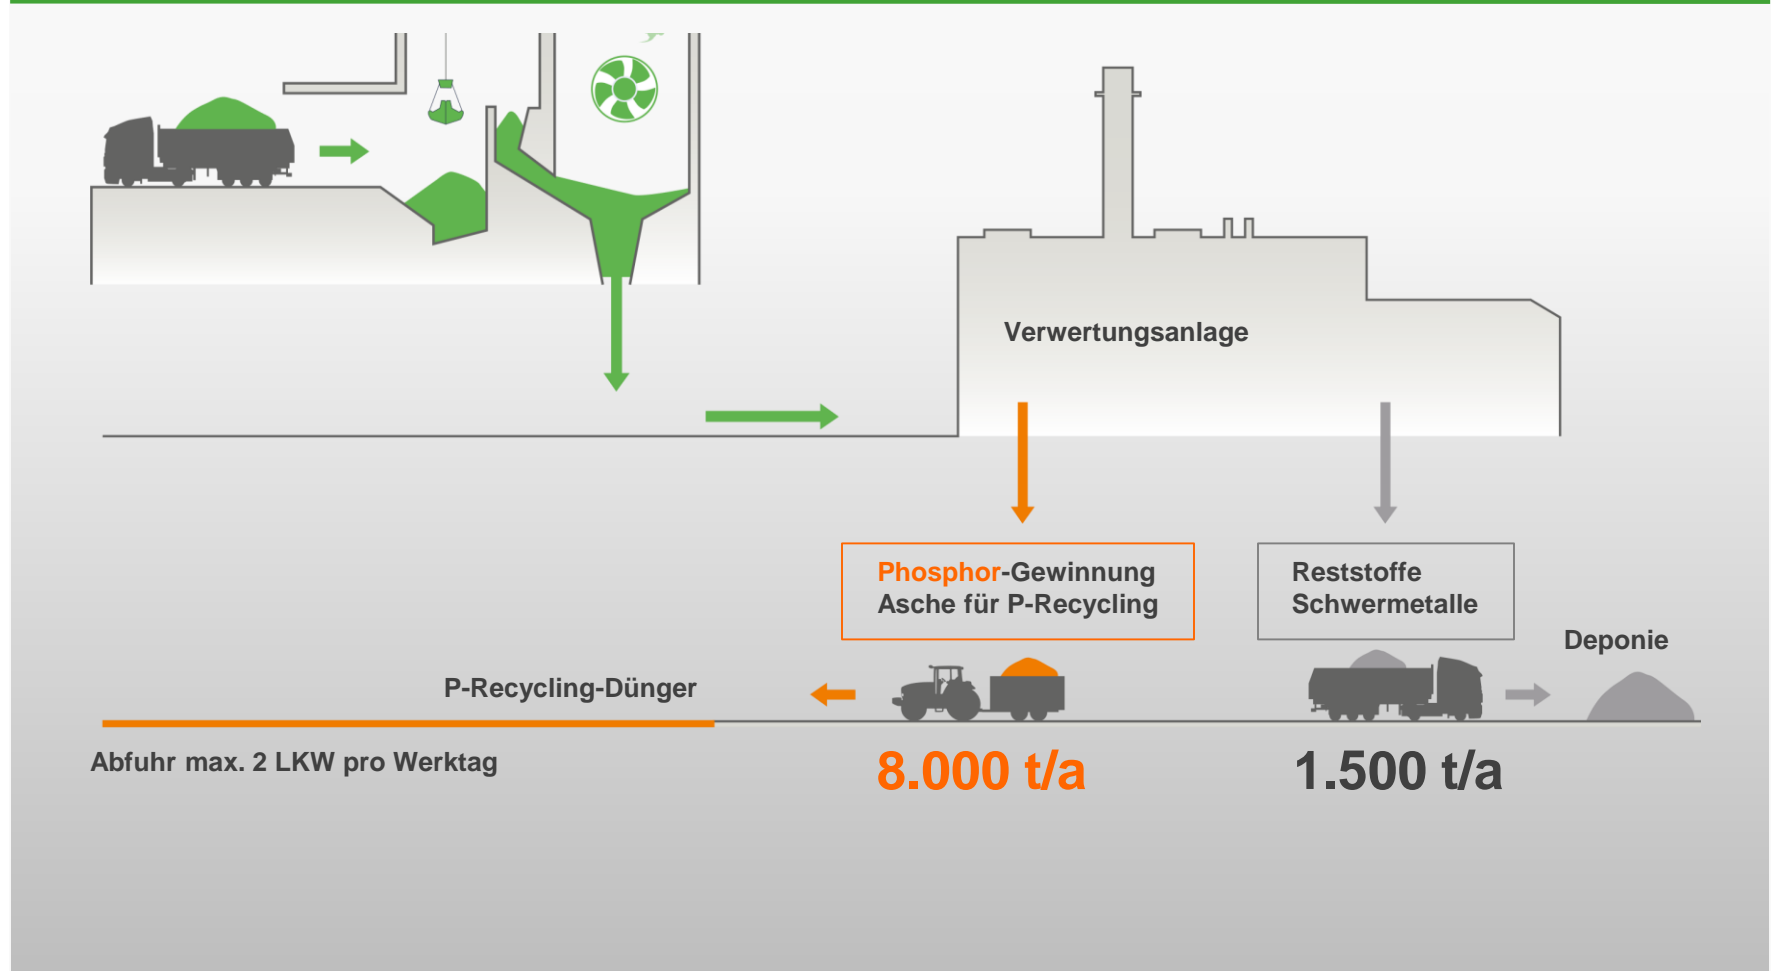 Verwertungsanlage
Phosphor-Gewinnung
Asche für P-Recycling
Reststoffe
Schwermetalle
Deponie
P-Recycling-Dünger
Abfuhr max. 2 LKW pro Werktag
8.000 t/a
1.500 t/a